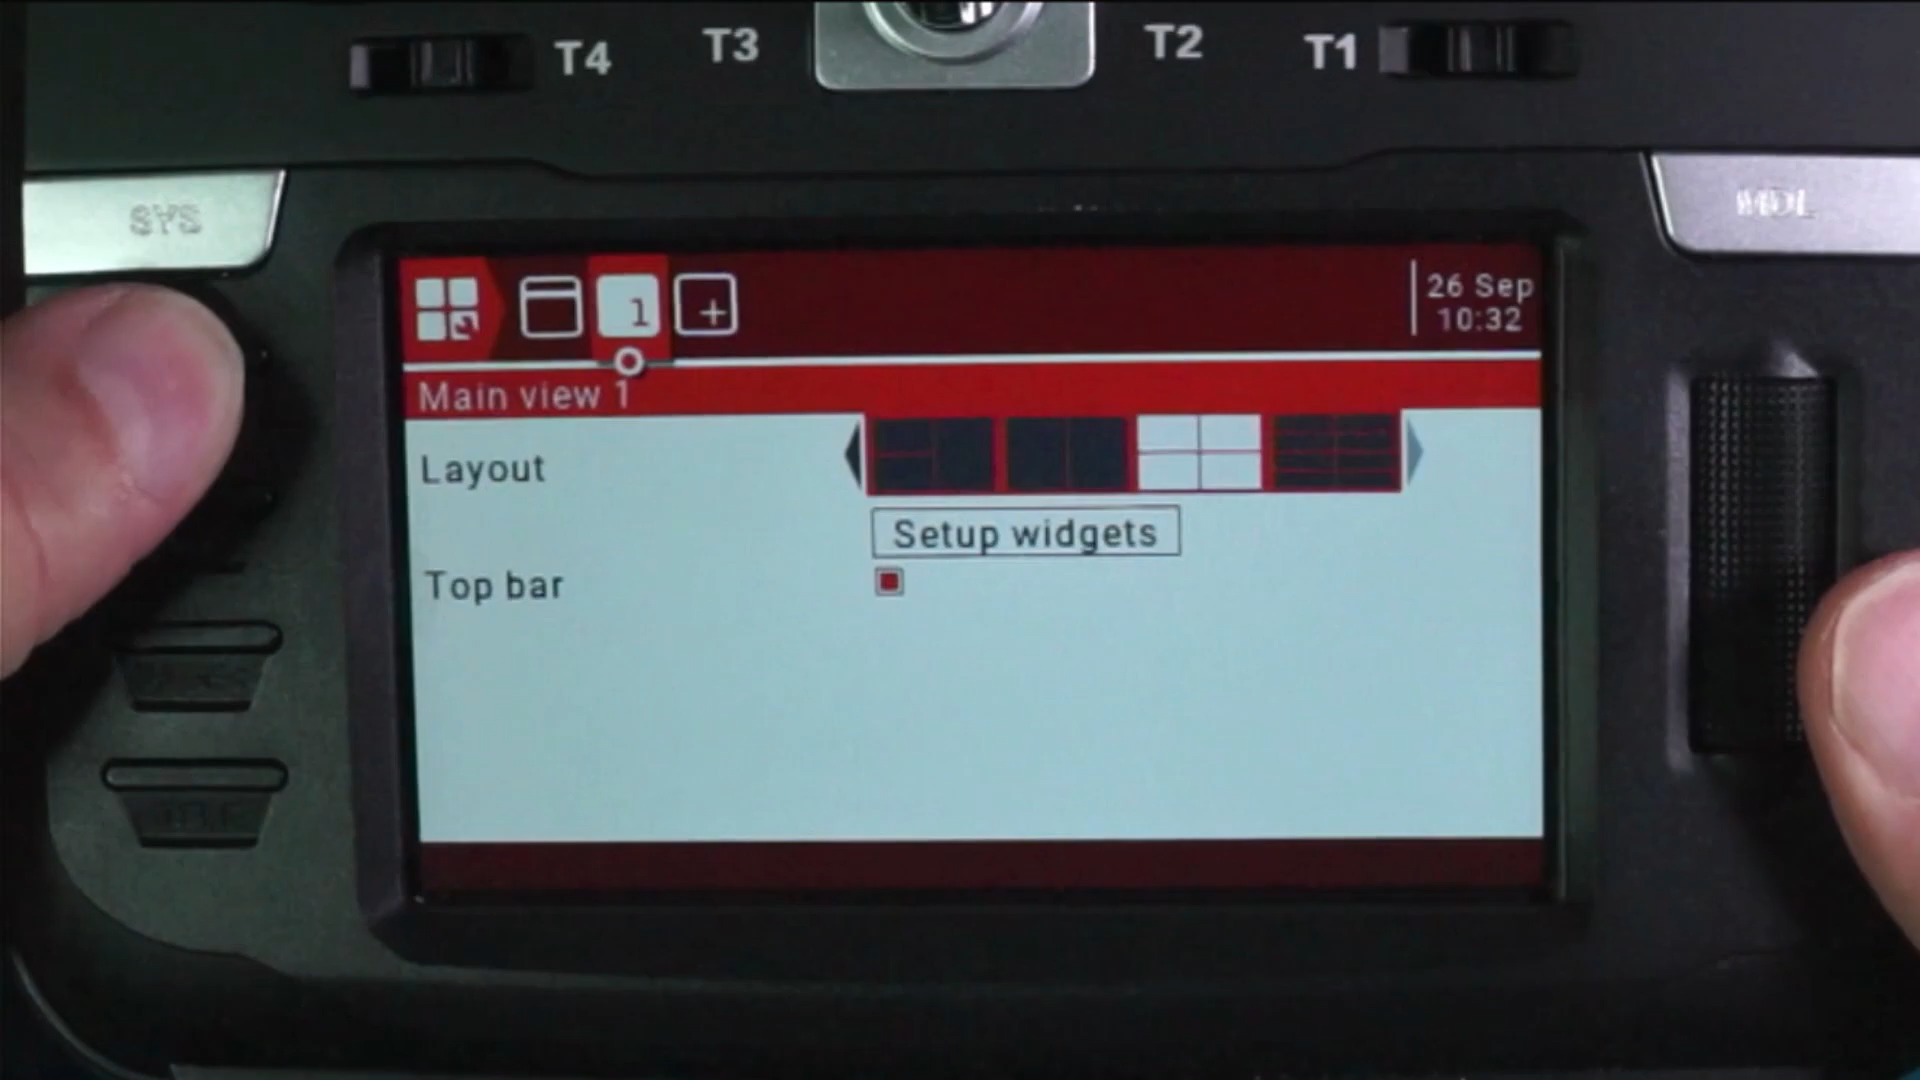 T4 T3 T2 T1
SYS
MDL
1
26 Sep
10:32
Main view 1
Layout
Setup widgets
Top bar